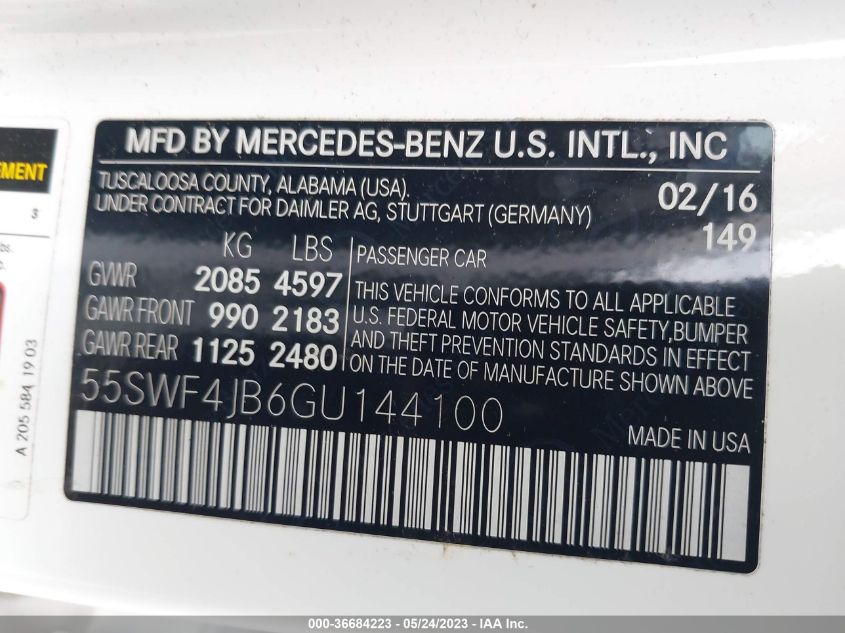 MFD BY MERCEDES-BENZ U.S. INTL., INC
TUSCALOOSA COUNTY, ALABAMA (USA).
UNDER CONTRACT FOR DAIMLER AG, STUTTGART (GERMANY)
02/16
149
KG LBS
GVWR 2085 4597
GAWR FRONT 990 2183
GAWR REAR 1125 2480
PASSENGER CAR
THIS VEHICLE CONFORMS TO ALL APPLICABLE
U.S. FEDERAL MOTOR VEHICLE SAFETY,BUMPER
AND THEFT PREVENTION STANDARDS IN EFFECT
ON THE DATE OF MANUFACTURE SHOWN ABOVE
55SWF4JB6GU144100
MADE IN USA
EMENT
3
A 205 584 19 03
000-36684223 - 05/24/2023 - IAA Inc.